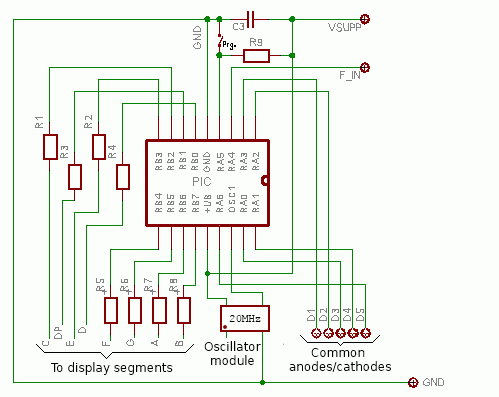 C3
VSUPP
GND
Prg.
R9
F_IN
R1
R2
R3
R4
RB3
RB2
RB1
RB0
GND
RA5
RA4
RA3
RA2
PIC
RB4
RB5
RB6
RB7
+UB
RA6
OSC1
RA0
RA1
R5
R6
R7
R8
20MHz
D1
D2
D3
D4
D5
C
DP
E
D
F
G
A
B
To display segments
Oscillator
module
Common
anodes/cathodes
GND